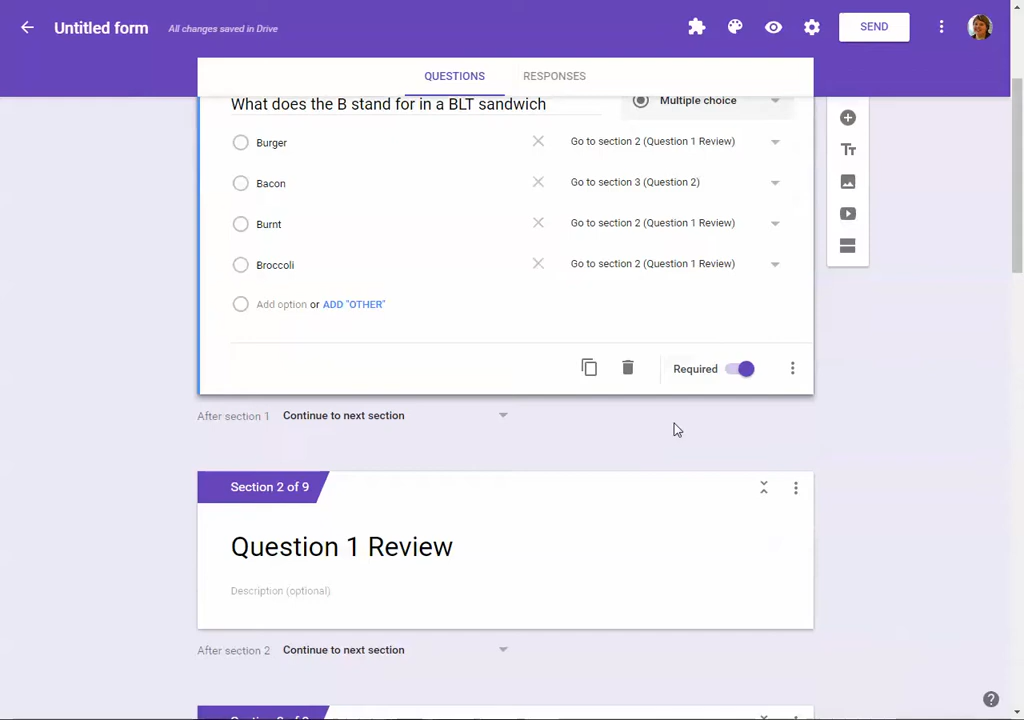 Untitled form
All changes saved in Drive
SEND
QUESTIONS
RESPONSES
What does the B stand for in a BLT sandwich
Multiple choice
Burger
Go to section 2 (Question 1 Review)
Bacon
Go to section 3 (Question 2)
Burnt
Go to section 2 (Question 1 Review)
Broccoli
Go to section 2 (Question 1 Review)
Add option or ADD "OTHER"
Required
After section 1 Continue to next section
Section 2 of 9
Question 1 Review
Description (optional)
After section 2 Continue to next section